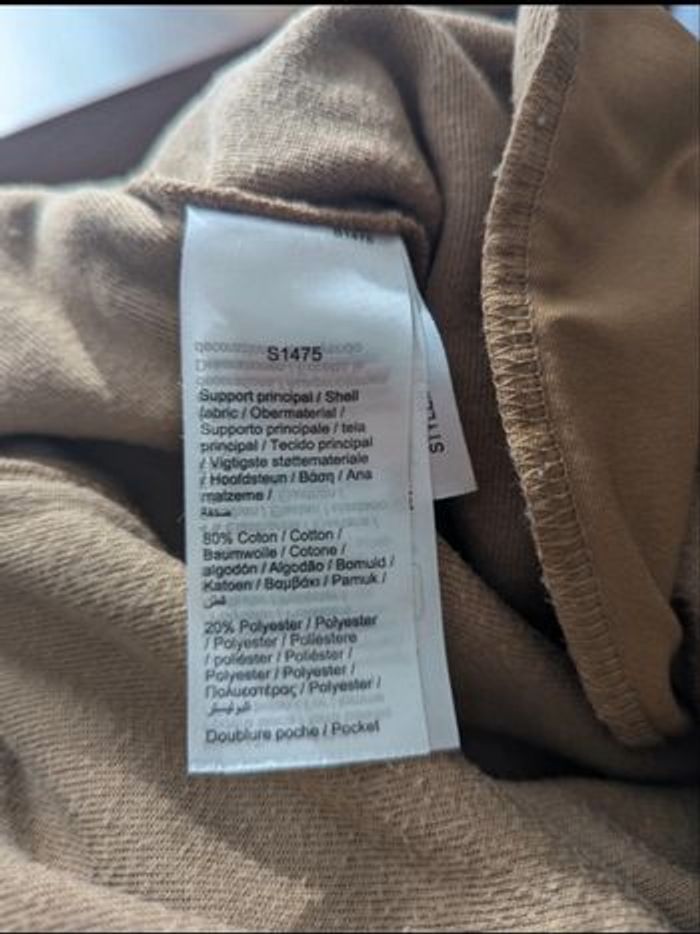 S1475
S1475
Support principal / Shell
fabric / Obermaterial /
Supporto principale / tela
principal / Tecido principal
/ Vigtigste støttemateriale
/ Hoofdsteun / Βάση / Ana
malzeme /
80% Coton / Cotton /
Baumwolle / Cotone /
algodón / Algodão / Bomuld /
Katoen / Βαμβάκι / Pamuk /
قطن
20% Polyester / Polyester
/ Polyester / Poliestere
/ poliéster / Poliéster /
Polyester / Polyester /
Πολυεστέρας / Polyester /
Doublure poche / Pocket